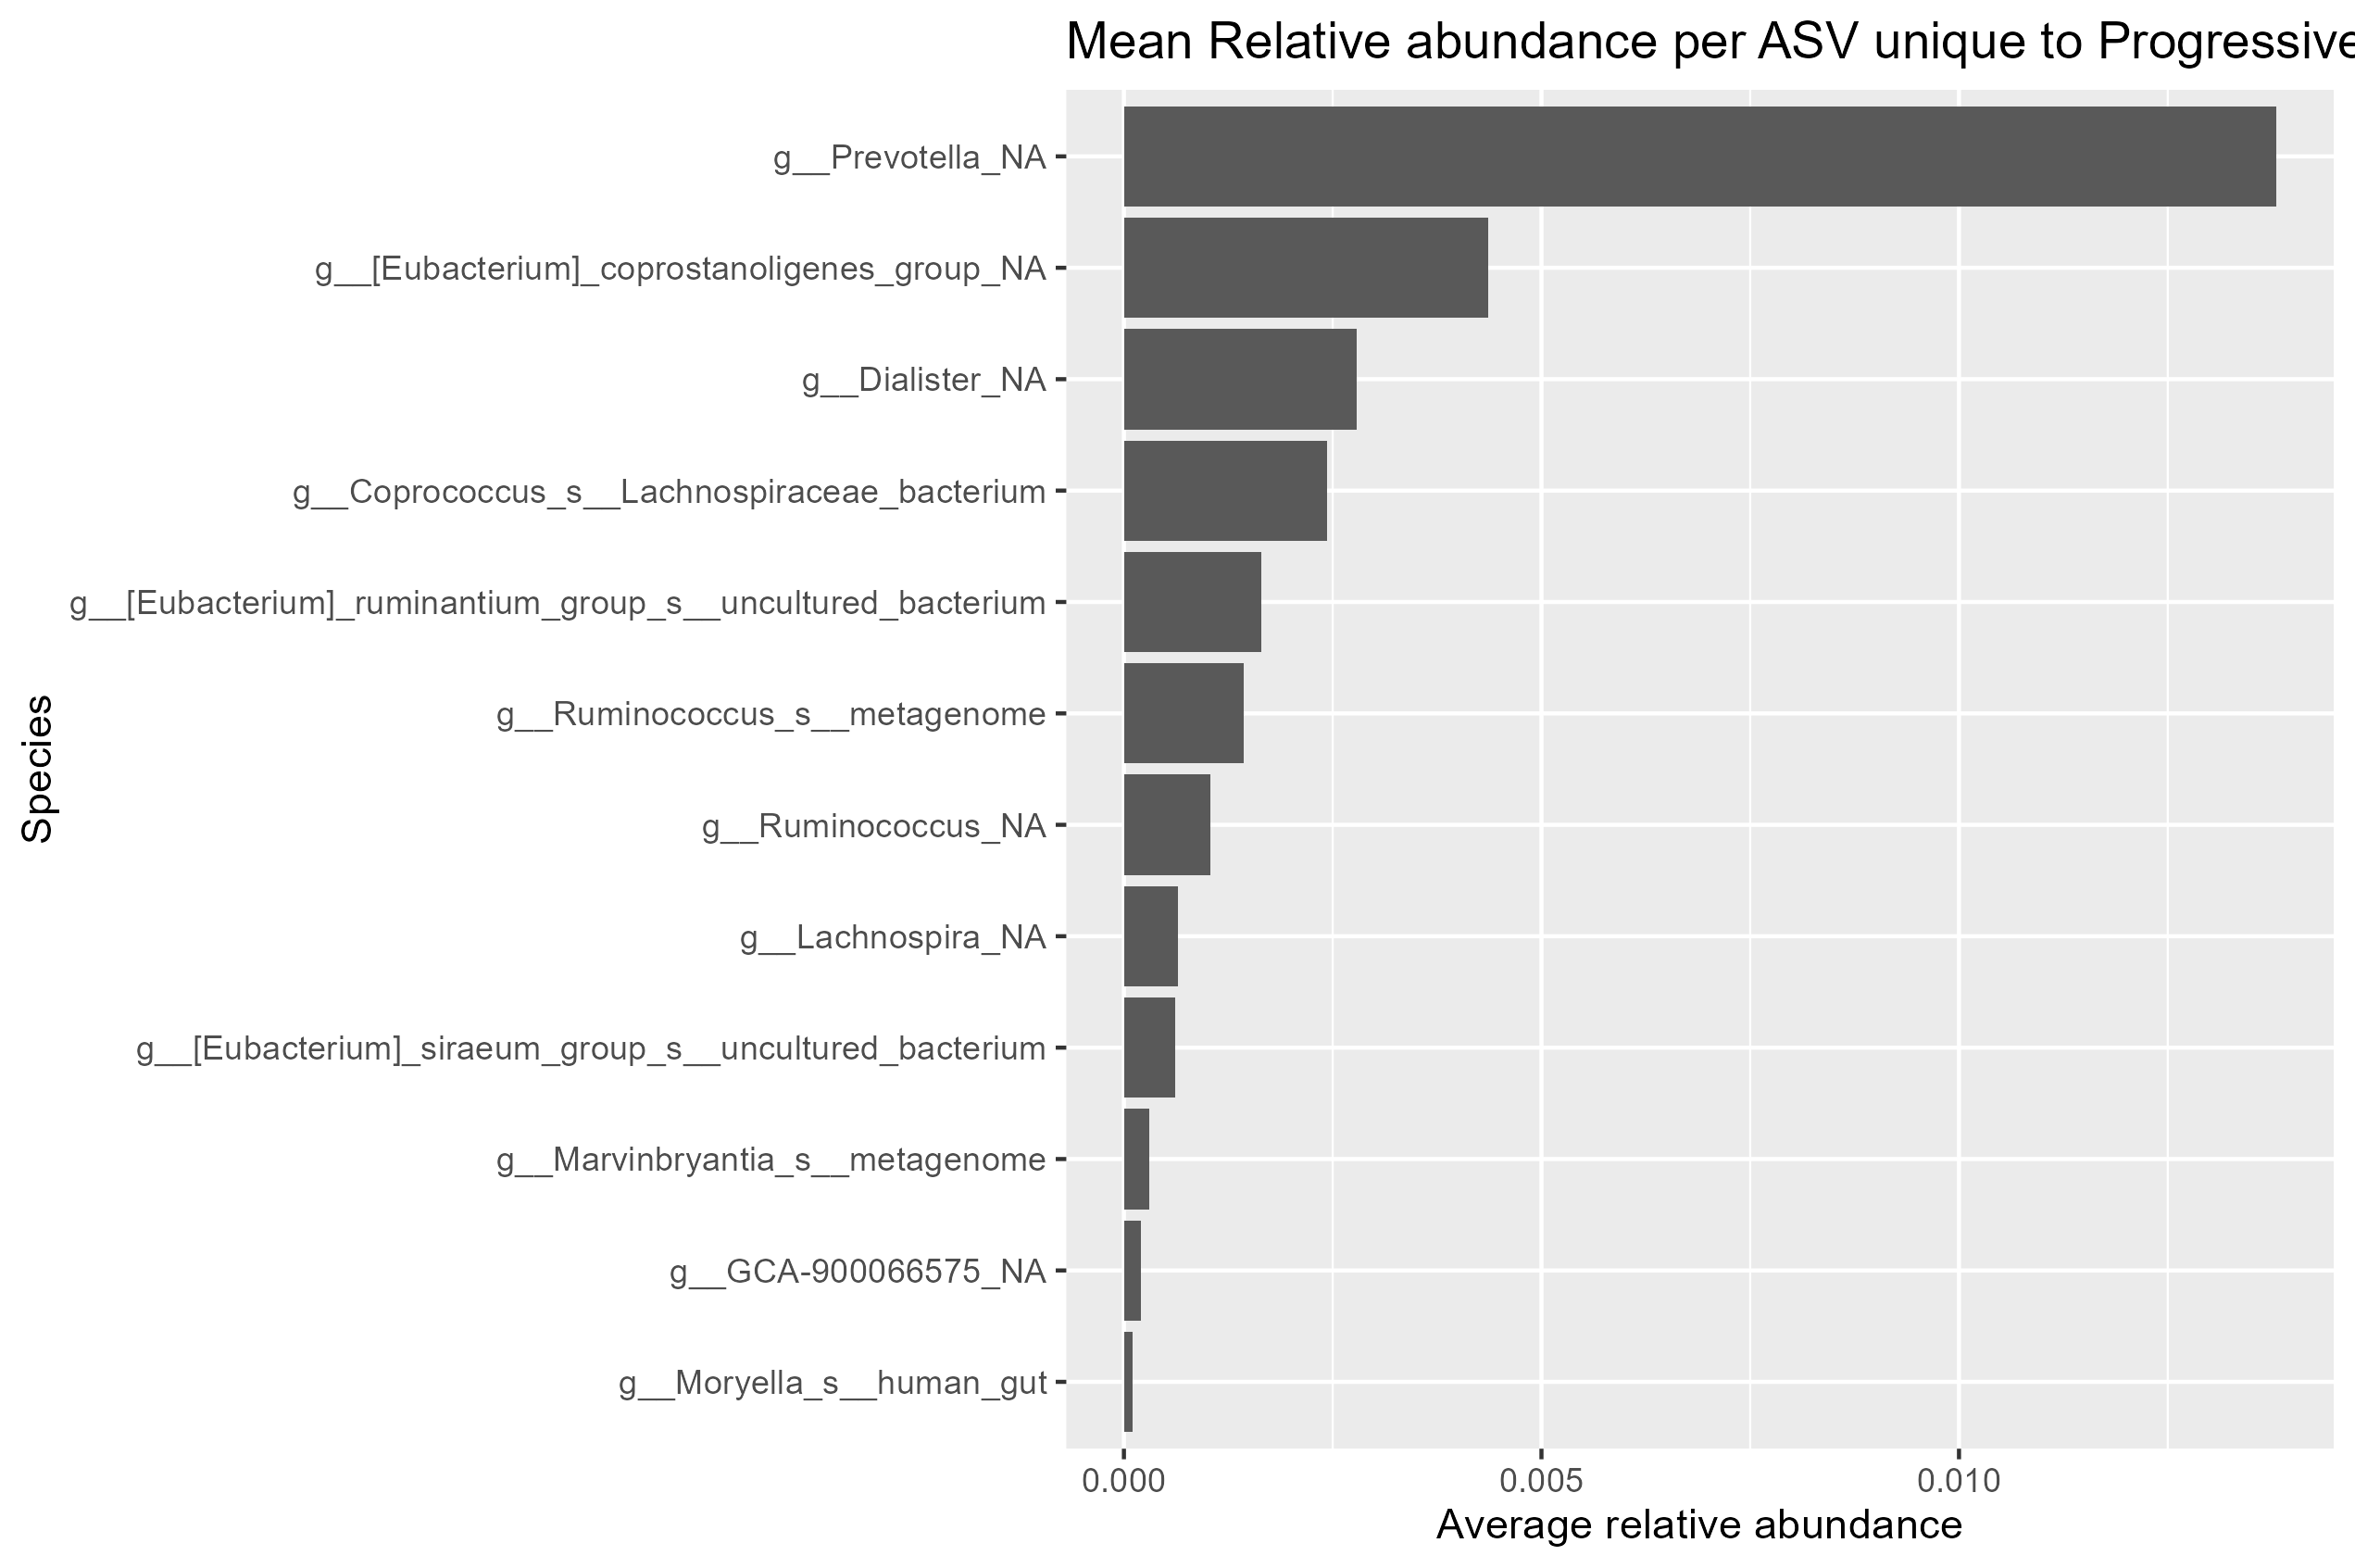 Mean Relative abundance per ASV unique to Progressive
g__Prevotella_NA
g__[Eubacterium]_coprostanoligenes_group_NA
g__Dialister_NA
g__Coprococcus_s__Lachnospiraceae_bacterium
g__[Eubacterium]_ruminantium_group_s__uncultured_bacterium
g__Ruminococcus_s__metagenome
g__Ruminococcus_NA
g__Lachnospira_NA
g__[Eubacterium]_siraeum_group_s__uncultured_bacterium
g__Marvinbryantia_s__metagenome
g__GCA-900066575_NA
g__Moryella_s__human_gut
Species
0.000 0.005 0.010
Average relative abundance